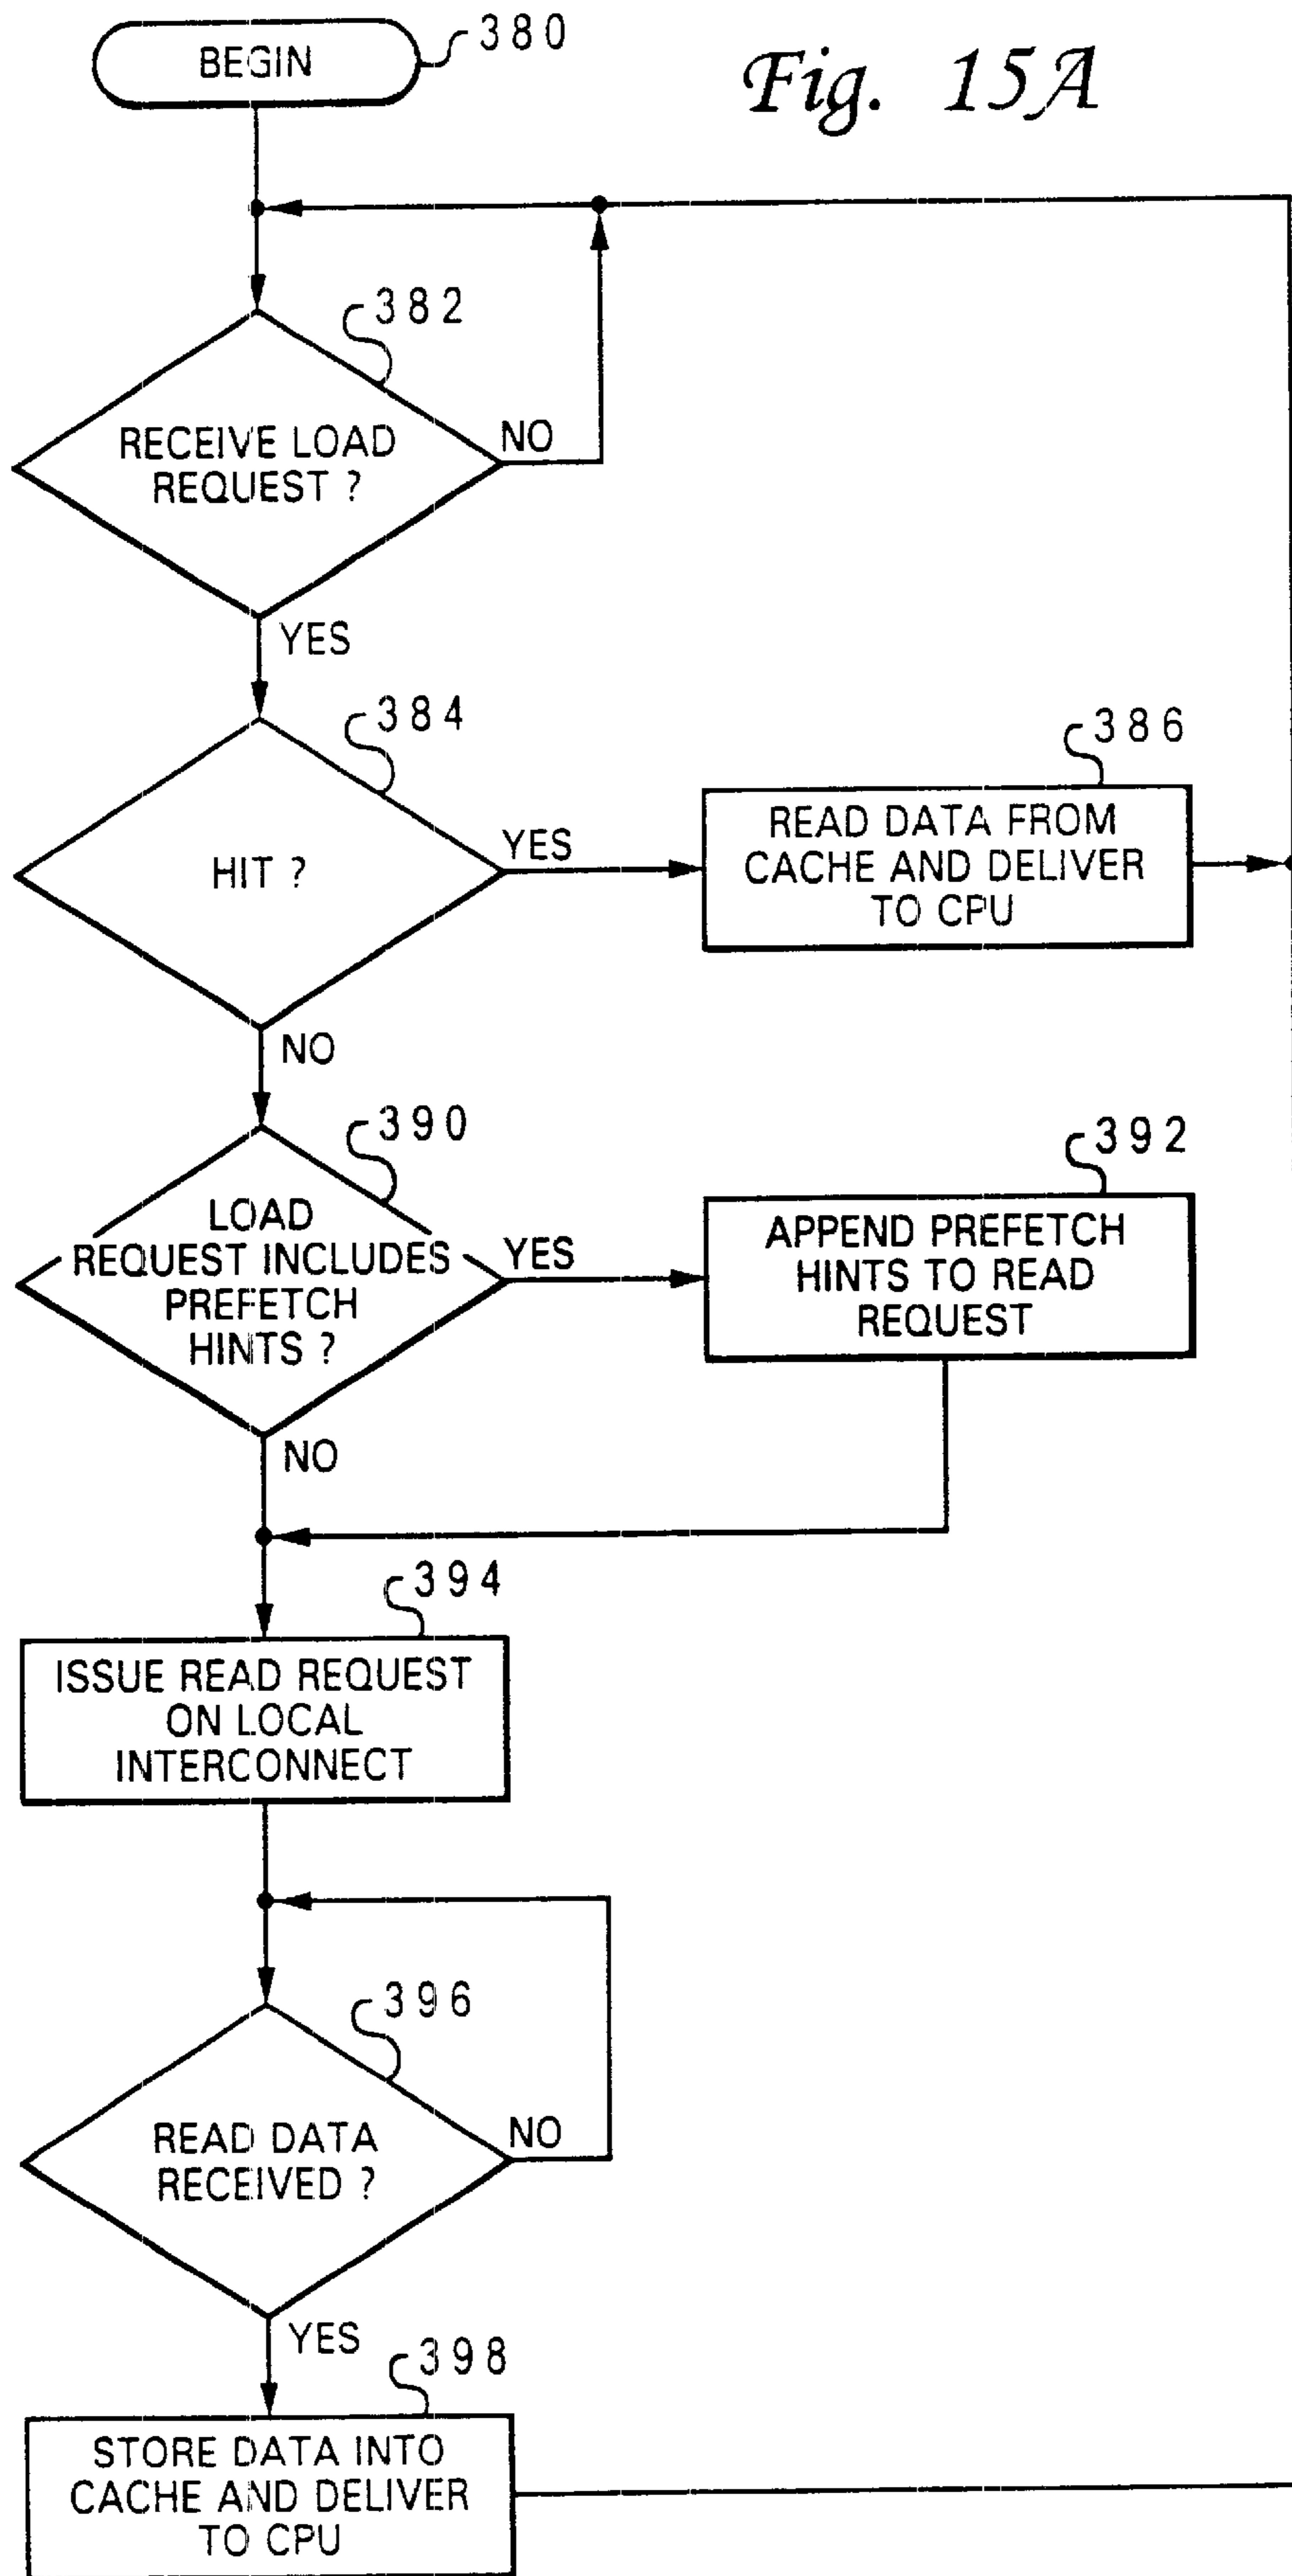 BEGIN
380
Fig. 15A
382
RECEIVE LOAD
REQUEST ?
NO
YES
384
HIT ?
YES
386
READ DATA FROM
CACHE AND DELIVER
TO CPU
NO
390
LOAD
REQUEST INCLUDES
PREFETCH
HINTS ?
YES
392
APPEND PREFETCH
HINTS TO READ
REQUEST
NO
394
ISSUE READ REQUEST
ON LOCAL
INTERCONNECT
396
READ DATA
RECEIVED ?
NO
YES
398
STORE DATA INTO
CACHE AND DELIVER
TO CPU